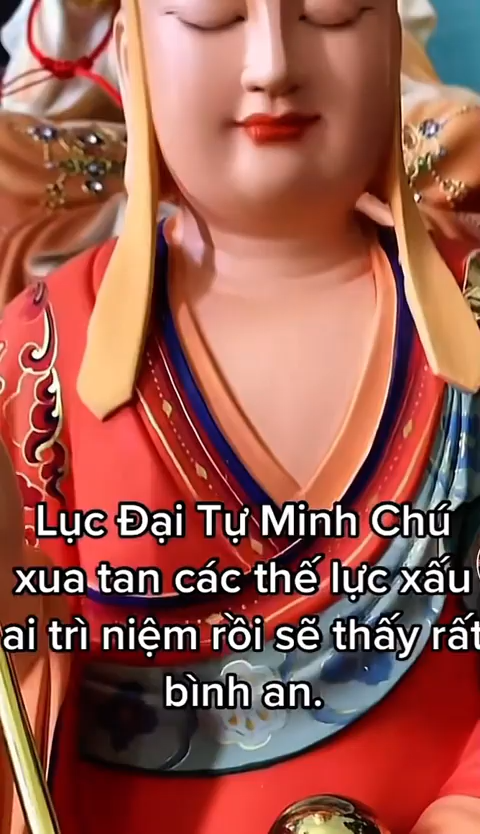 Lục Đại Tự Minh Chú
xua tan các thế lực xấu
ai trì niệm rồi sẽ thấy rất
bình an.